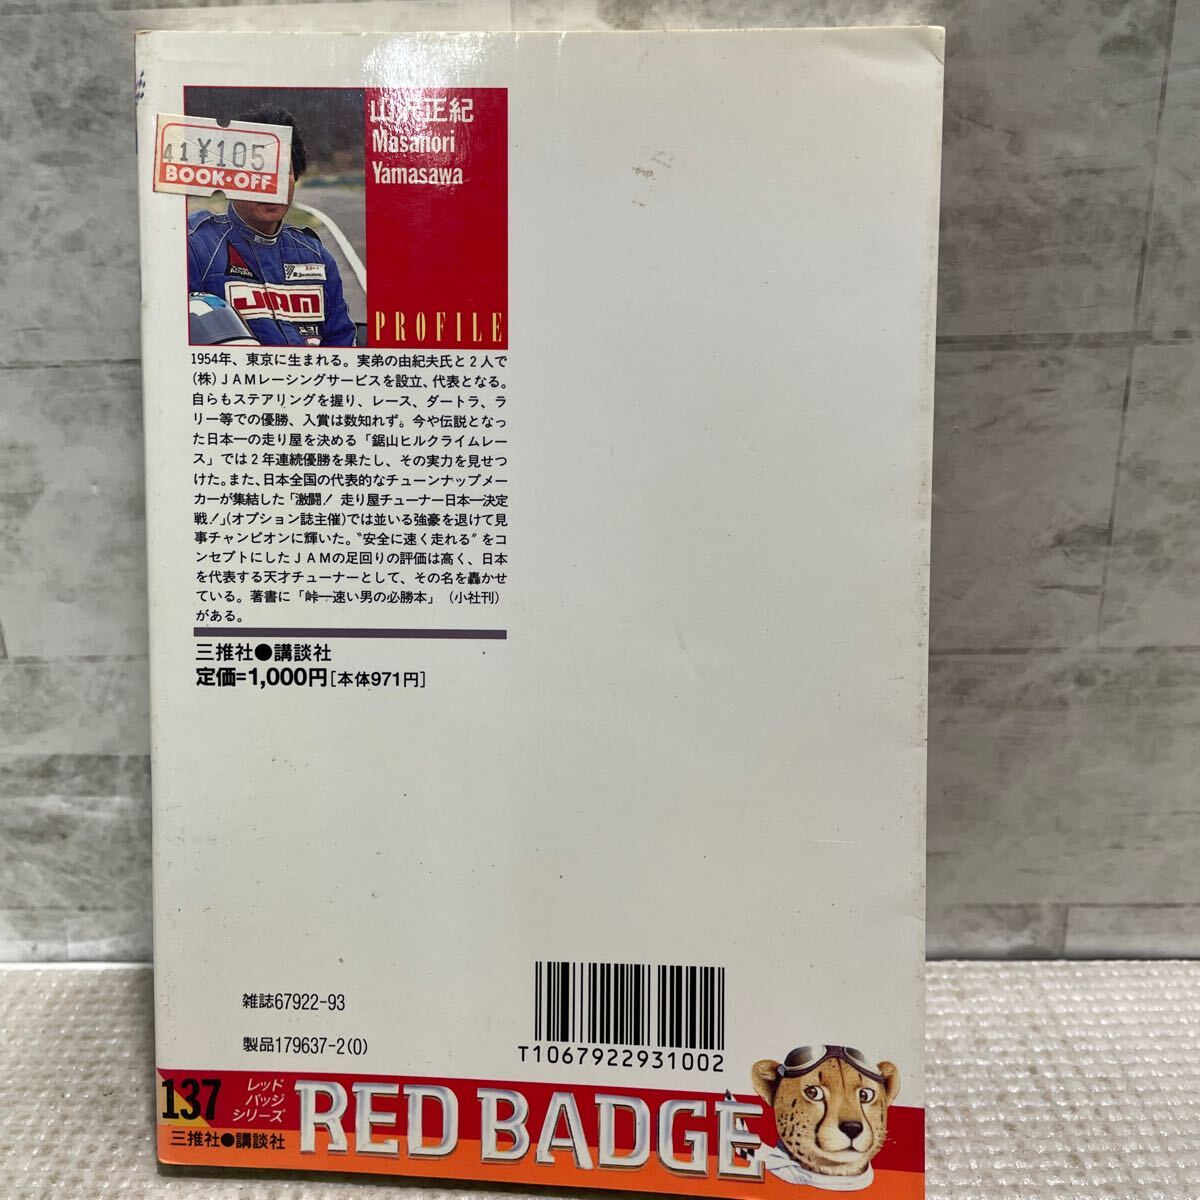 山沢正紀
Masanori
Yamasawa
41 ¥105
BOOK・OFF
ADVAN
JAM
PROFILE
1954年、東京に生まれる。実弟の由紀夫氏と2人で
(株)JAMレーシングサービスを設立、代表となる。
自らもステアリングを握り、レース、ダートラ、ラ
リー等での優勝、入賞は数知れず。今や伝説となっ
た日本一の走り屋を決める「鋸山ヒルクライムレー
ス」では2年連続優勝を果たし、その実力を見せつ
けた。また、日本全国の代表的なチューンナップメー
カーが集結した「激闘！走り屋チューナー日本一決定
戦！」(オプション誌主催)では並いる強豪を退けて見
事チャンピオンに輝いた。“安全に速く走れる”をコ
ンセプトにしたJAMの足回りの評価は高く、日本
を代表する天才チューナーとして、その名を轟かせ
ている。著書に「峠一速い男の必勝本」(小社刊)
がある。
三推社●講談社
定価=1,000円[本体971円]
雑誌67922-93
製品179637-2(0)
T1067922931002
137
レッド
バッジ
シリーズ
三推社●講談社
RED BADGE